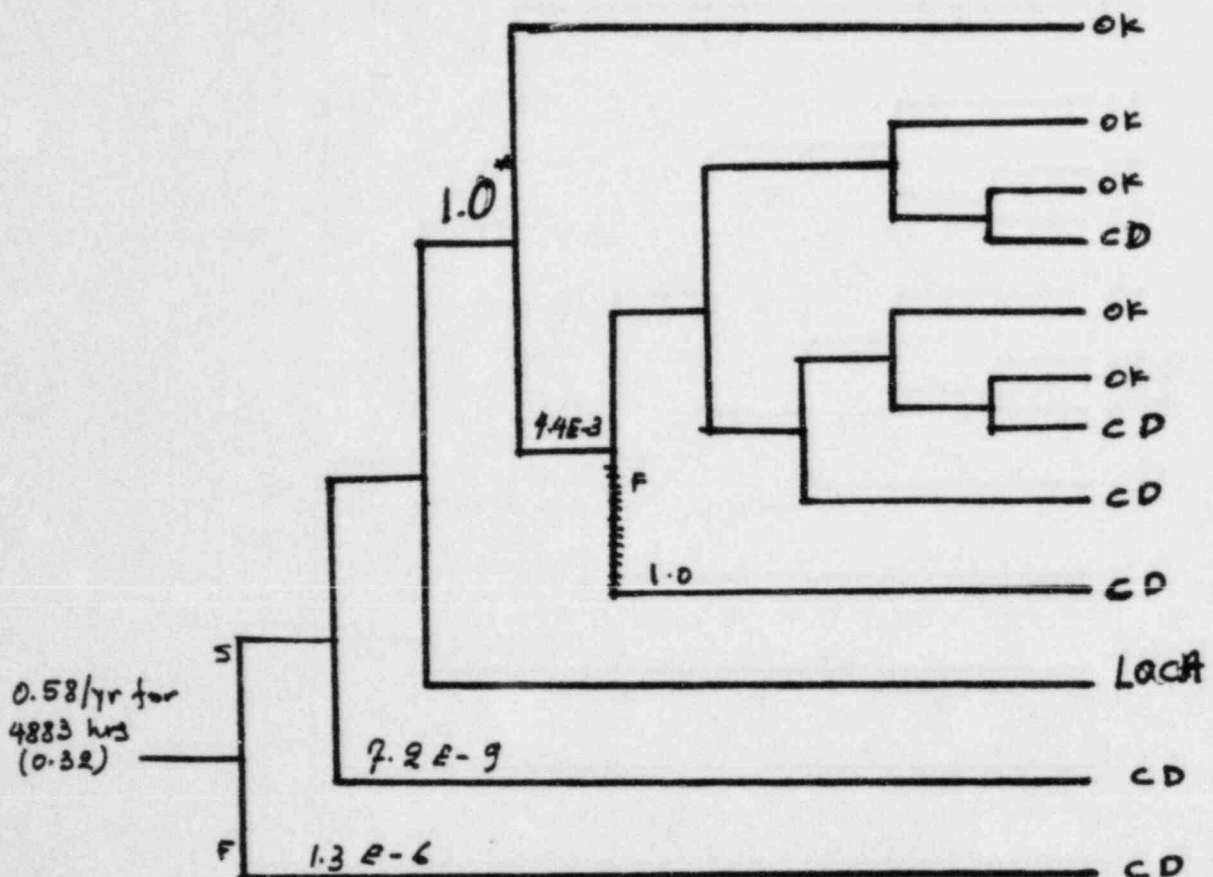 OK
OK
OK
1.0*
CD
OK
OK
CD
4.4E-3
F
CD
1.0
CD
S
LOCA
0.58/yr for
4883 hrs
(0.32)
7.2 E-9
CD
F
1.3 e-6
CD